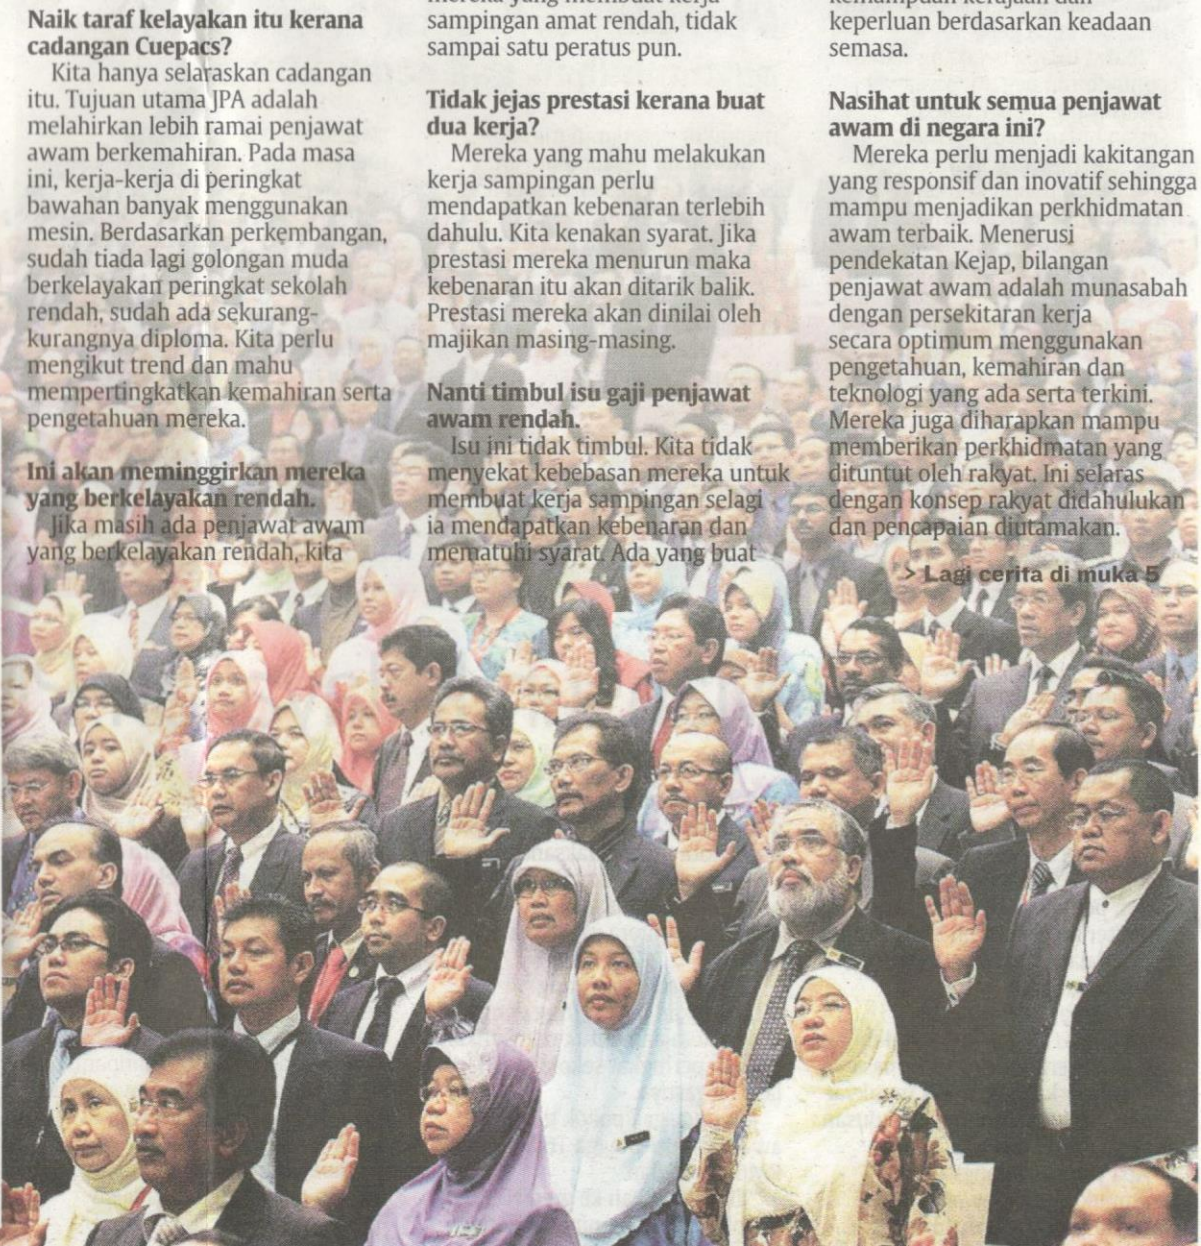 Naik taraf kelayakan itu kerana
cadangan Cuepacs?
Kita hanya selaraskan cadangan
itu. Tujuan utama JPA adalah
melahirkan lebih ramai penjawat
awam berkemahiran. Pada masa
ini, kerja-kerja di peringkat
bawahan banyak menggunakan
mesin. Berdasarkan perkembangan,
sudah tiada lagi golongan muda
berkelayakan peringkat sekolah
rendah, sudah ada sekurang-
kurangnya diploma. Kita perlu
mengikut trend dan mahu
mempertingkatkan kemahiran serta
pengetahuan mereka.
Ini akan meminggirkan mereka
yang berkelayakan rendah.
Jika masih ada penjawat awam
yang berkelayakan rendah, kita
mereka yang membuat kerja
sampingan amat rendah, tidak
sampai satu peratus pun.
Tidak jejas prestasi kerana buat
dua kerja?
Mereka yang mahu melakukan
kerja sampingan perlu
mendapatkan kebenaran terlebih
dahulu. Kita kenakan syarat. Jika
prestasi mereka menurun maka
kebenaran itu akan ditarik balik.
Prestasi mereka akan dinilai oleh
majikan masing-masing.
Nanti timbul isu gaji penjawat
awam rendah.
Isu ini tidak timbul. Kita tidak
menyekat kebebasan mereka untuk
membuat kerja sampingan selagi
ia mendapatkan kebenaran dan
mematuhi syarat. Ada yang buat
kemampuan kerajaan dan
keperluan berdasarkan keadaan
semasa.
Nasihat untuk semua penjawat
awam di negara ini?
Mereka perlu menjadi kakitangan
yang responsif dan inovatif sehingga
mampu menjadikan perkhidmatan
awam terbaik. Menerusi
pendekatan Kejap, bilangan
penjawat awam adalah munasabah
dengan persekitaran kerja
secara optimum menggunakan
pengetahuan, kemahiran dan
teknologi yang ada serta terkini.
Mereka juga diharapkan mampu
memberikan perkhidmatan yang
dituntut oleh rakyat. Ini selaras
dengan konsep rakyat didahulukan
dan pencapaian diutamakan.
> Lagi cerita di muka 5